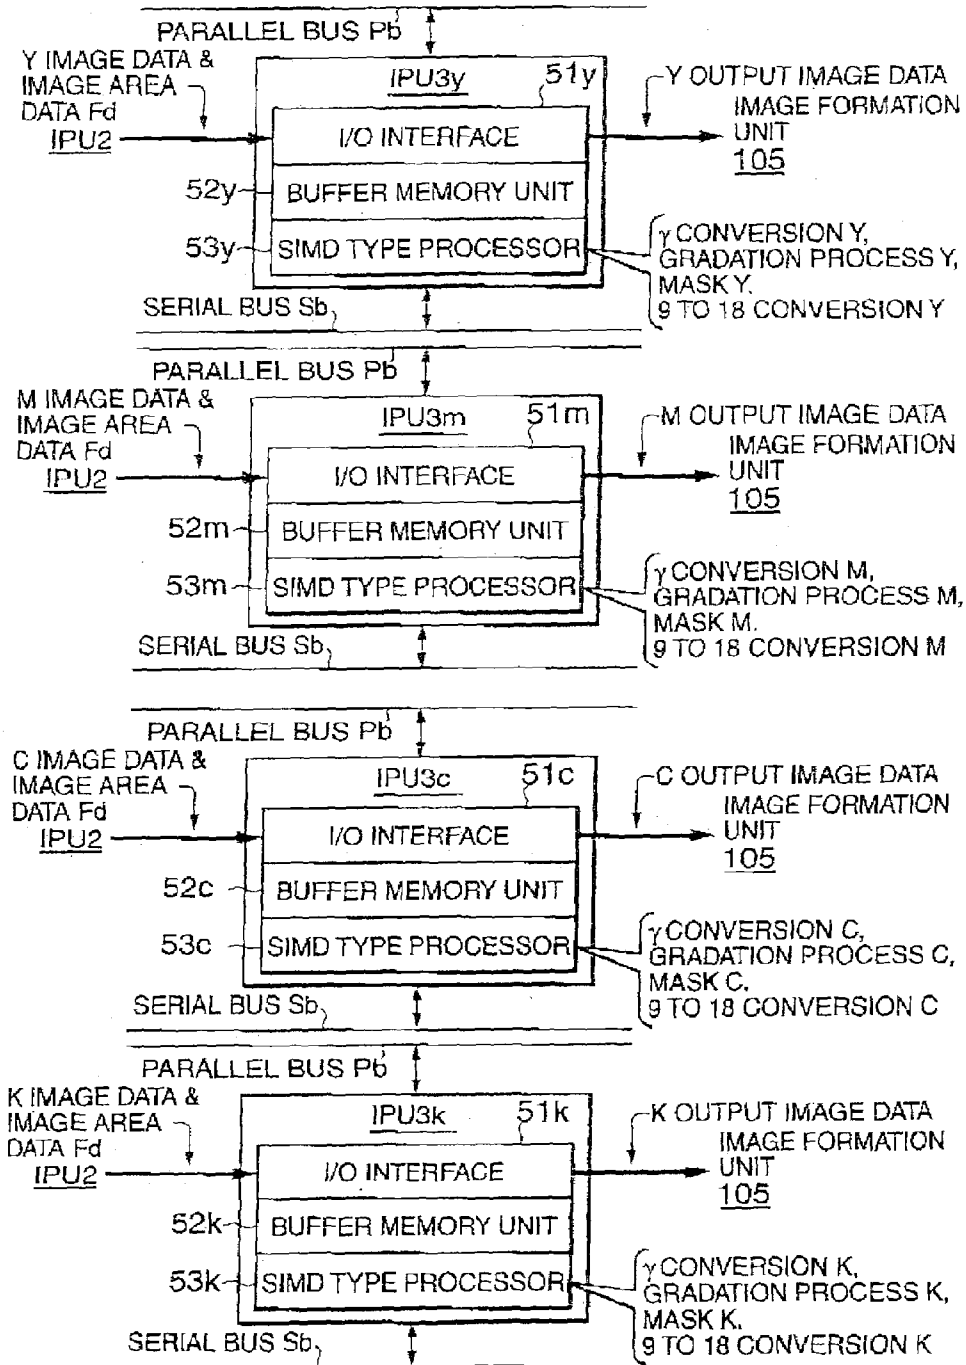 PARALLEL BUS Pb
Y IMAGE DATA &
IMAGE AREA
DATA Fd
IPU2
IPU3y
51y
I/O INTERFACE
52y
BUFFER MEMORY UNIT
53y
SIMD TYPE PROCESSOR
Y OUTPUT IMAGE DATA
IMAGE FORMATION
UNIT
105
γ CONVERSION Y,
GRADATION PROCESS Y,
MASK Y.
9 TO 18 CONVERSION Y
SERIAL BUS Sb
PARALLEL BUS Pb
M IMAGE DATA &
IMAGE AREA
DATA Fd
IPU2
IPU3m
51m
I/O INTERFACE
52m
BUFFER MEMORY UNIT
53m
SIMD TYPE PROCESSOR
M OUTPUT IMAGE DATA
IMAGE FORMATION
UNIT
105
γ CONVERSION M,
GRADATION PROCESS M,
MASK M.
9 TO 18 CONVERSION M
SERIAL BUS Sb
PARALLEL BUS Pb
C IMAGE DATA &
IMAGE AREA
DATA Fd
IPU2
IPU3c
51c
I/O INTERFACE
52c
BUFFER MEMORY UNIT
53c
SIMD TYPE PROCESSOR
C OUTPUT IMAGE DATA
IMAGE FORMATION
UNIT
105
γ CONVERSION C,
GRADATION PROCESS C,
MASK C.
9 TO 18 CONVERSION C
SERIAL BUS Sb
PARALLEL BUS Pb
K IMAGE DATA &
IMAGE AREA
DATA Fd
IPU2
IPU3k
51k
I/O INTERFACE
52k
BUFFER MEMORY UNIT
53k
SIMD TYPE PROCESSOR
K OUTPUT IMAGE DATA
IMAGE FORMATION
UNIT
105
γ CONVERSION K,
GRADATION PROCESS K,
MASK K.
9 TO 18 CONVERSION K
SERIAL BUS Sb